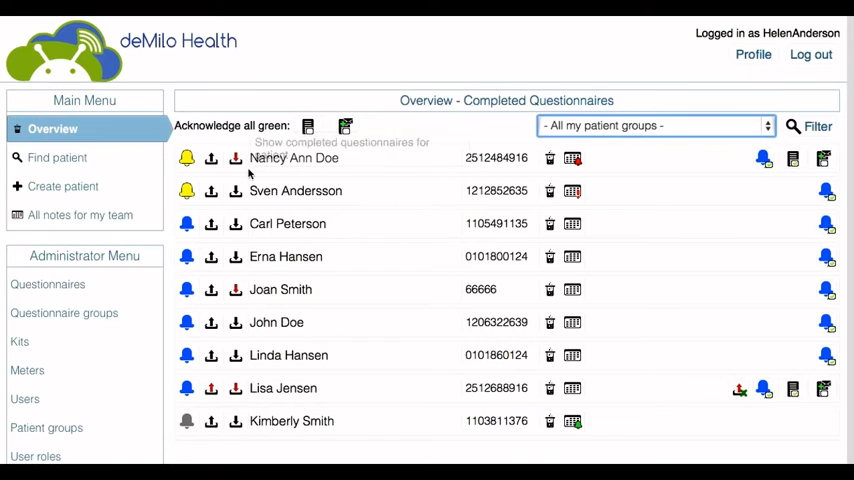 deMilo Health
Logged in as HelenAnderson
Profile Log out
Main Menu
Overview
Find patient
Create patient
All notes for my team
Administrator Menu
Questionnaires
Questionnaire groups
Kits
Meters
Users
Patient groups
User roles
Overview - Completed Questionnaires
Acknowledge all green:
- All my patient groups -
Filter
Show completed questionnaires for
Nancy Ann Doe 2512484916
Sven Andersson 1212852635
Carl Peterson 1105491135
Erna Hansen 0101800124
Joan Smith 66666
John Doe 1206322639
Linda Hansen 0101860124
Lisa Jensen 2512688916
Kimberly Smith 1103811376